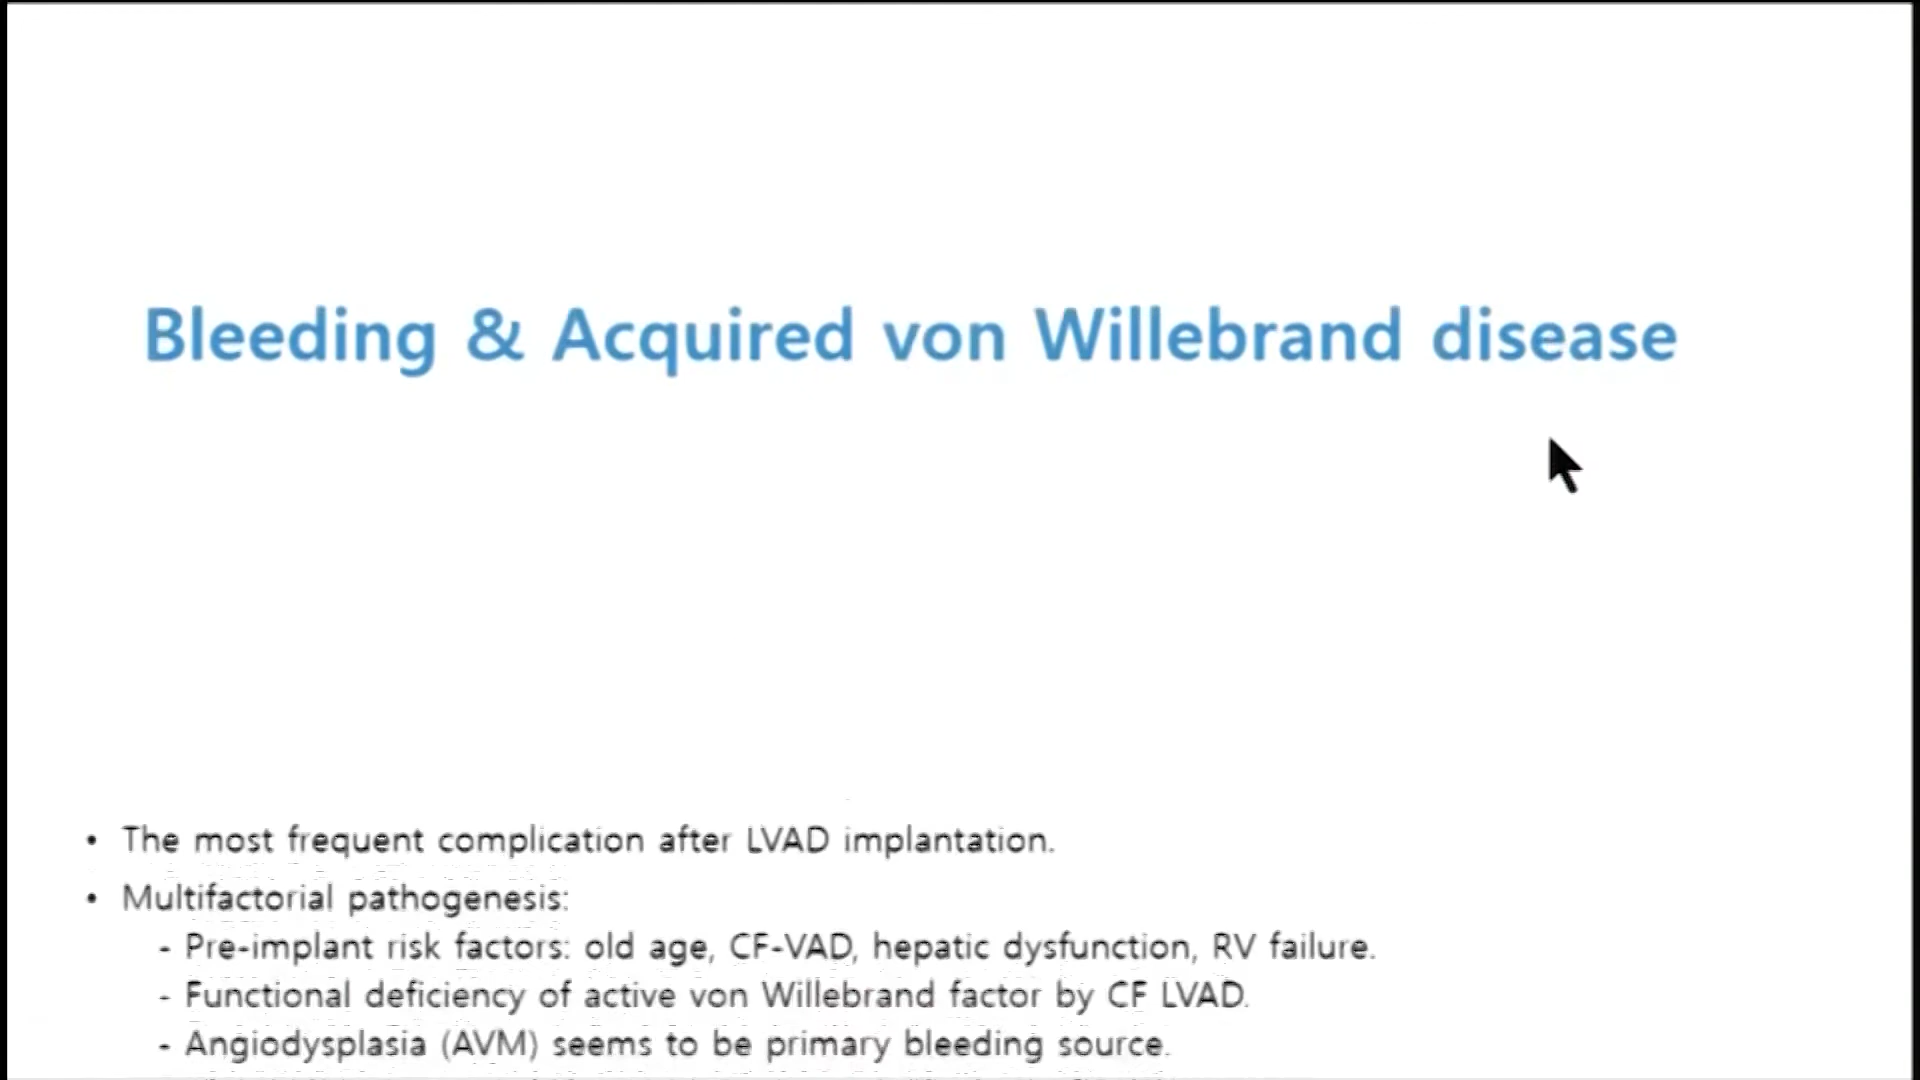 Bleeding & Acquired von Willebrand disease
• The most frequent complication after LVAD implantation.
• Multifactorial pathogenesis:
- Pre-implant risk factors: old age, CF-VAD, hepatic dysfunction, RV failure.
- Functional deficiency of active von Willebrand factor by CF LVAD.
- Angiodysplasia (AVM) seems to be primary bleeding source.